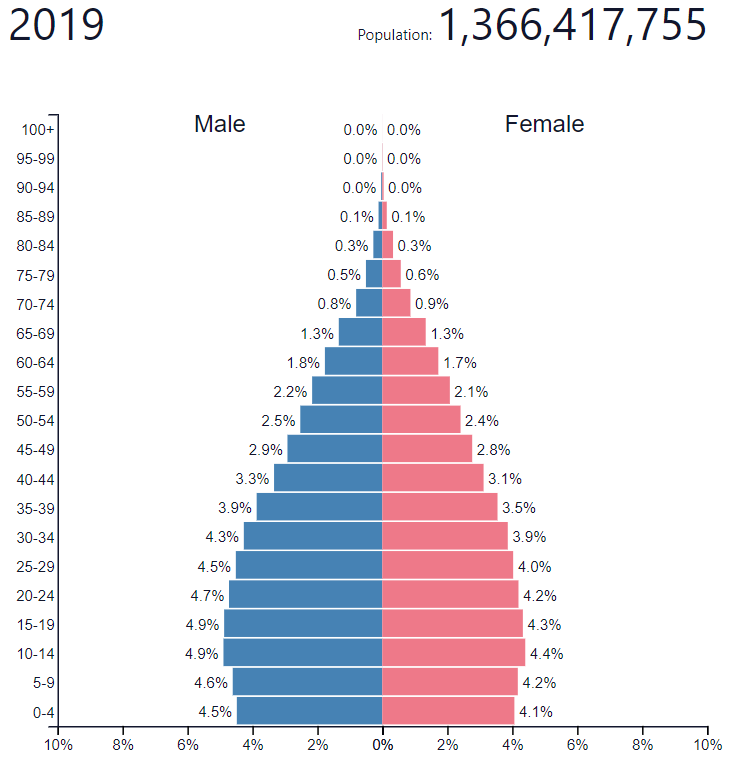 2019 Population: 1,366,417,755
Male Female
100+ 0.0% 0.0%
95-99 0.0% 0.0%
90-94 0.0% 0.0%
85-89 0.1% 0.1%
80-84 0.3% 0.3%
75-79 0.5% 0.6%
70-74 0.8% 0.9%
65-69 1.3% 1.3%
60-64 1.8% 1.7%
55-59 2.2% 2.1%
50-54 2.5% 2.4%
45-49 2.9% 2.8%
40-44 3.3% 3.1%
35-39 3.9% 3.5%
30-34 4.3% 3.9%
25-29 4.5% 4.0%
20-24 4.7% 4.2%
15-19 4.9% 4.3%
10-14 4.9% 4.4%
5-9 4.6% 4.2%
0-4 4.5% 4.1%
10% 8% 6% 4% 2% 0% 2% 4% 6% 8% 10%